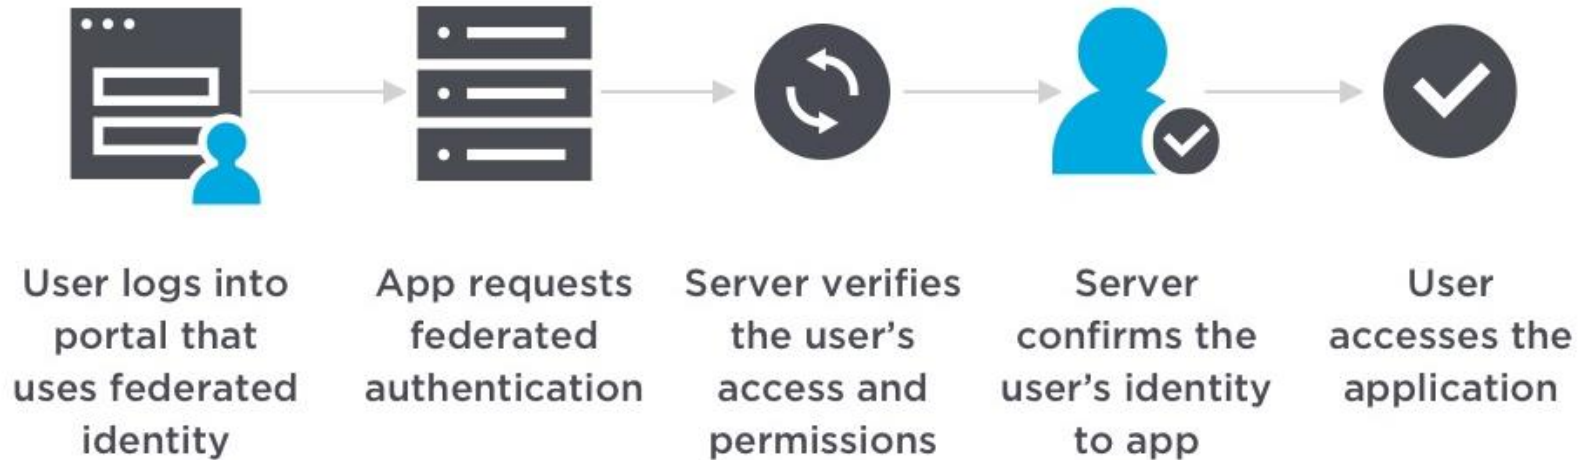 User logs into
portal that
uses federated
identity
App requests
federated
authentication
Server verifies
the user’s
access and
permissions
Server
confirms the
user’s identity
to app
User
accesses the
application